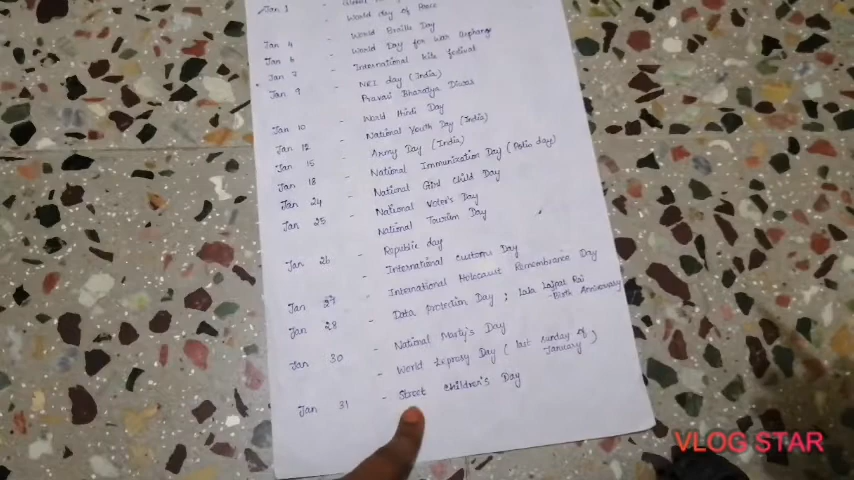 Jan 1 - Global
World day of Peace
Jan 4 - World Braille Day
Jan 6 - World Day for war orphange
Jan 7 - International kite festival
Jan 9 - NRI day (India)
Pravasi Bharatiya Diwas
Jan 10 - World Hindi Day
Jan 12 - National Youth Day (India)
Jan 15 - Army Day (India)
Jan 18 - National Immunization Day (Polio day)
Jan 24 - National Girl Child Day
Jan 25 - National Voter's Day
National Tourism Day
Jan 26 - Republic day
- International Customs Day
Jan 27 - International Holocaust Remembrance Day
Jan 28 - Data Protection Day ; Lala Lajpat Rai
- Birth Anniversary
Jan 30 - National Marty's Day
- World leprosy Day ( last sunday of
January )
Jan 31 - Street Children's Day
VLOG STAR